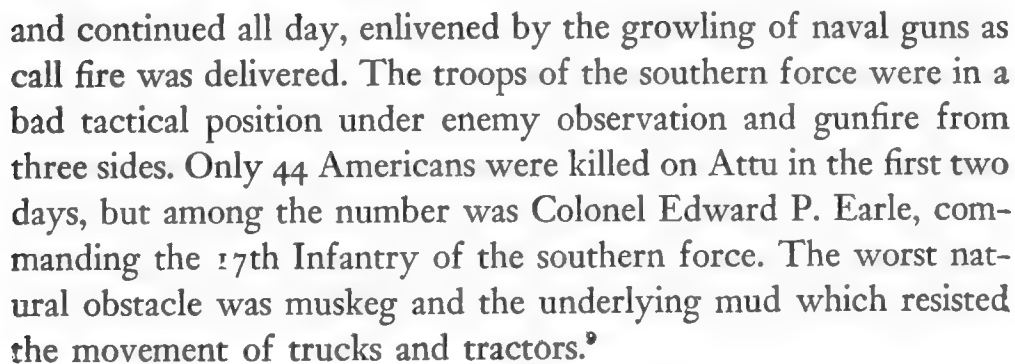 and continued all day, enlivened by the growling of naval guns as
call fire was delivered. The troops of the southern force were in a
bad tactical position under enemy observation and gunfire from
three sides. Only 44 Americans were killed on Attu in the first two
days, but among the number was Colonel Edward P. Earle, com-
manding the 17th Infantry of the southern force. The worst nat-
ural obstacle was muskeg and the underlying mud which resisted
the movement of trucks and tractors.⁹